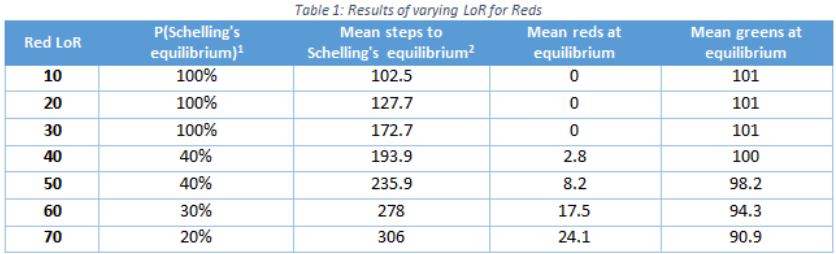 Table 1: Results of varying LoR for Reds
Red LoR P(Schelling's equilibrium)1 Mean steps to Schelling's equilibrium2 Mean reds at equilibrium Mean greens at equilibrium
10 100% 102.5 0 101
20 100% 127.7 0 101
30 100% 172.7 0 101
40 40% 193.9 2.8 100
50 40% 235.9 8.2 98.2
60 30% 278 17.5 94.3
70 20% 306 24.1 90.9